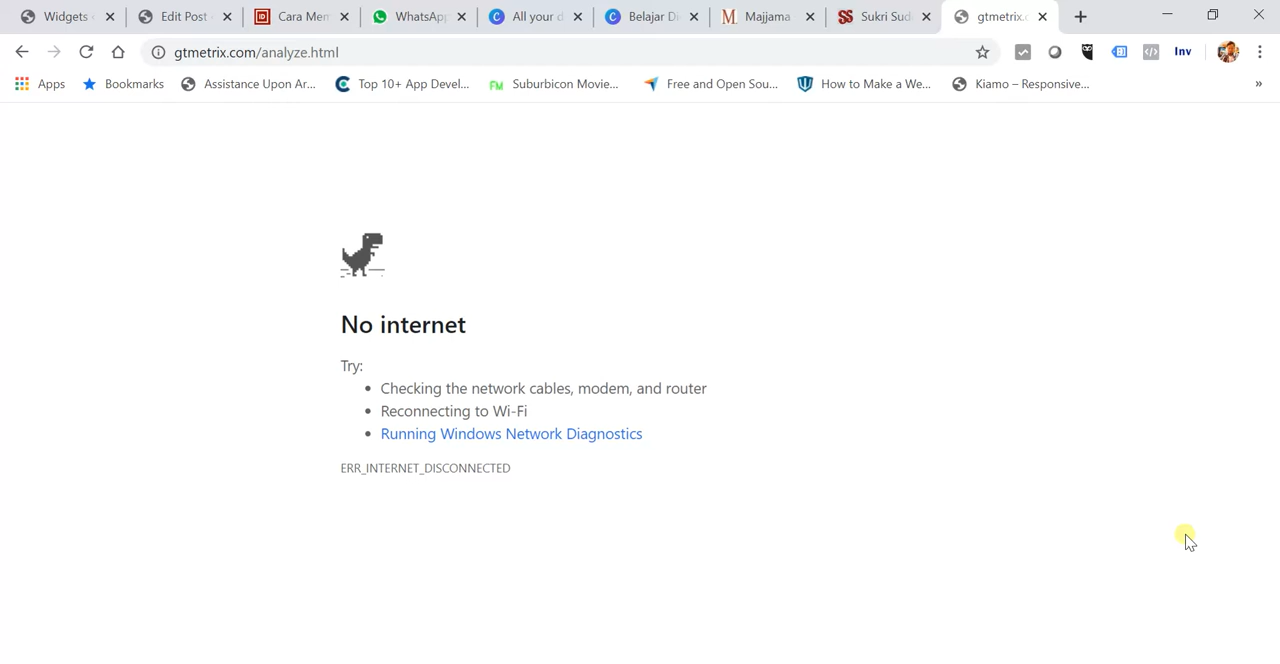 Widgets
Edit Post
Cara Mem
WhatsApp
All your d
Belajar Di
Majjama
Sukri Sud
gtmetrix.c
gtmetrix.com/analyze.html
Inv
Apps
Bookmarks
Assistance Upon Ar...
Top 10+ App Devel...
FM
Suburbicon Movie...
Free and Open Sou...
How to Make a We...
Kiamo – Responsive...
»
No internet
Try:
• Checking the network cables, modem, and router
• Reconnecting to Wi-Fi
• Running Windows Network Diagnostics
ERR_INTERNET_DISCONNECTED